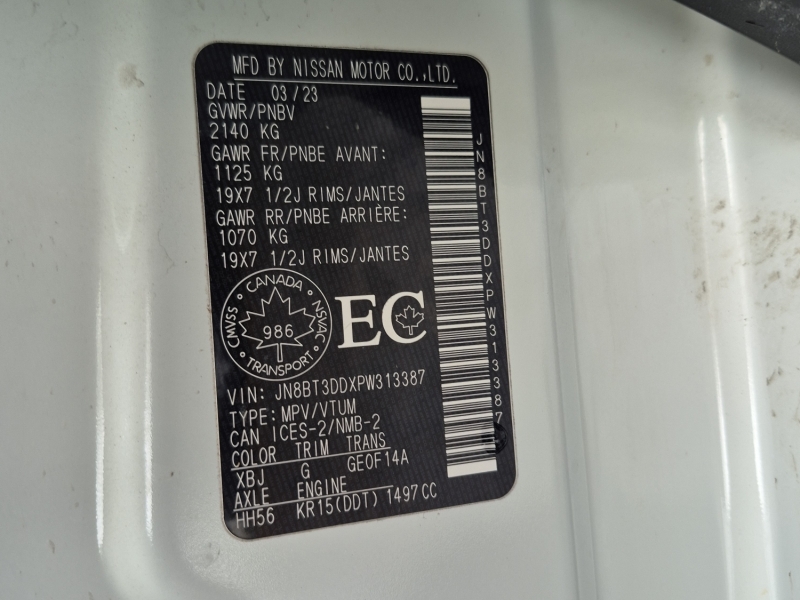 MFD BY NISSAN MOTOR CO.,LTD.
DATE 03/23
GVWR/PNBV
2140 KG
GAWR FR/PNBE AVANT:
1125 KG
19X7 1/2J RIMS/JANTES
GAWR RR/PNBE ARRIÈRE:
1070 KG
19X7 1/2J RIMS/JANTES
CANADA
CMVSS
986
NSVAC
TRANSPORT
EC
VIN: JN8BT3DDXPW313387
TYPE: MPV/VTUM
CAN ICES-2/NMB-2
COLOR TRIM TRANS
XBJ G GE0F14A
AXLE ENGINE
HH56 KR15(DDT) 1497CC
JN8BT3DDXPW313387